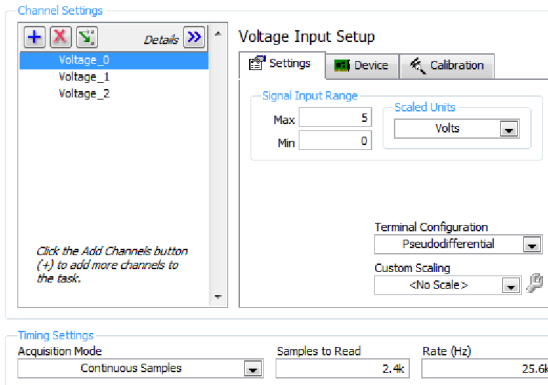 Channel Settings
Details
Voltage_0
Voltage_1
Voltage_2
Click the Add Channels button
(+) to add more channels to
the task.
Voltage Input Setup
Settings
Device
Calibration
Signal Input Range
Max 5
Min 0
Scaled Units
Volts
Terminal Configuration
Pseudodifferential
Custom Scaling
<No Scale>
Timing Settings
Acquisition Mode
Continuous Samples
Samples to Read
2.4k
Rate (Hz)
25.6k